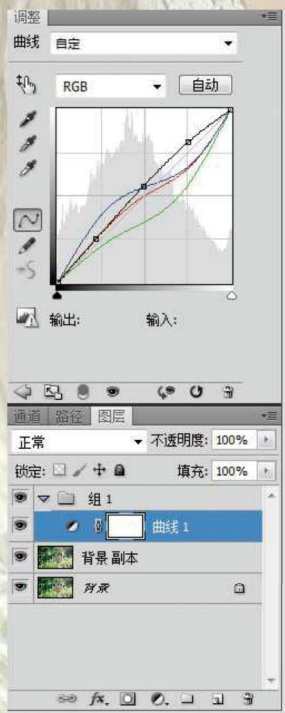 调整
曲线 自定
RGB 自动
输出: 输入:
通道 路径 图层
正常 不透明度: 100%
锁定: 填充: 100%
组 1
曲线 1
背景 副本
背景
fx.